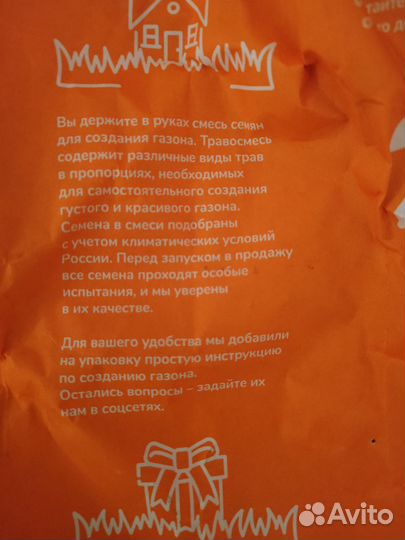 Вы держите в руках смесь семян
для создания газона. Травосмесь
содержит различные виды трав
в пропорциях, необходимых
для самостоятельного создания
густого и красивого газона.
Семена в смеси подобраны
с учетом климатических условий
России. Перед запуском в продажу
все семена проходят особые
испытания, и мы уверены
в их качестве.
Для вашего удобства мы добавили
на упаковку простую инструкцию
по созданию газона.
Остались вопросы – задайте их
нам в соцсетях.
Avito